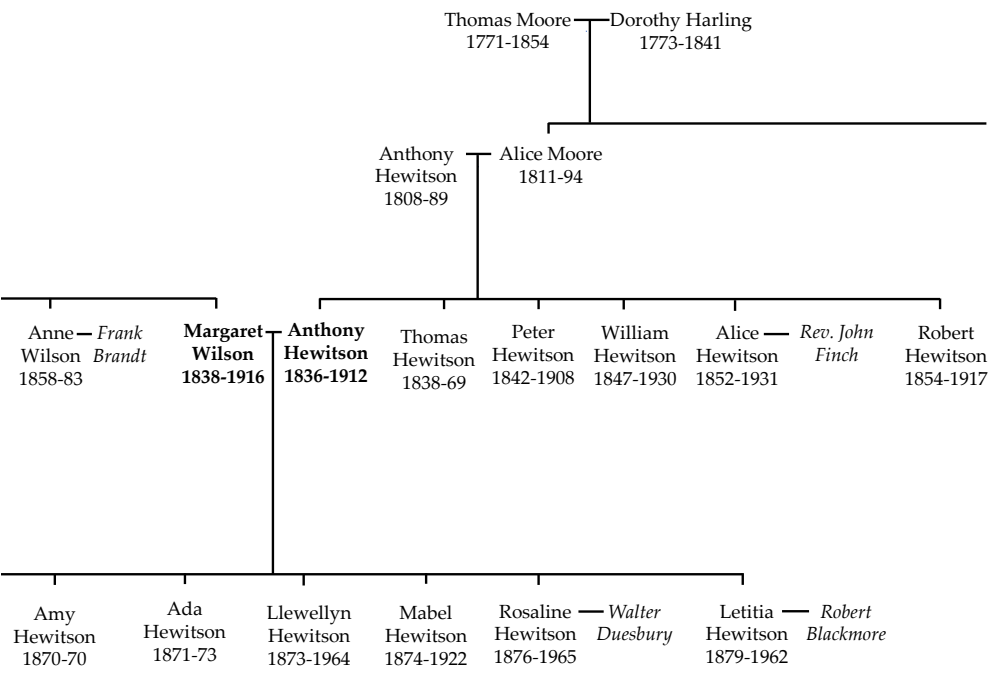 Thomas Moore
1771-1854
Dorothy Harling
1773-1841
Anthony
Hewitson
1808-89
Alice Moore
1811-94
Anne
Wilson
1858-83
Frank
Brandt
Margaret
Wilson
1838-1916
Anthony
Hewitson
1836-1912
Thomas
Hewitson
1838-69
Peter
Hewitson
1842-1908
William
Hewitson
1847-1930
Alice
Hewitson
1852-1931
Rev. John
Finch
Robert
Hewitson
1854-1917
Amy
Hewitson
1870-70
Ada
Hewitson
1871-73
Llewellyn
Hewitson
1873-1964
Mabel
Hewitson
1874-1922
Rosaline
Hewitson
1876-1965
Walter
Duesbury
Letitia
Hewitson
1879-1962
Robert
Blackmore